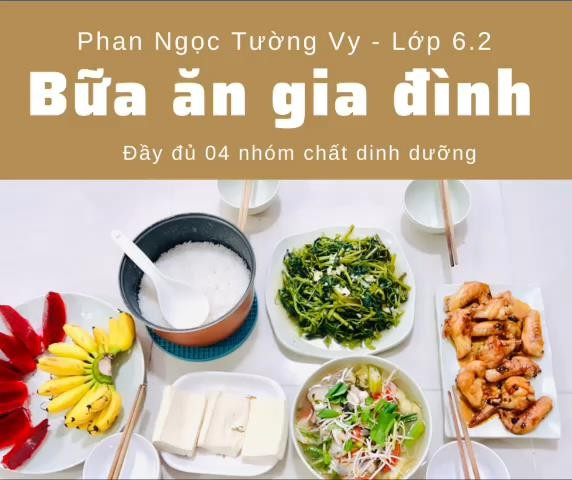 Phan Ngọc Tường Vy - Lớp 6.2
Bữa ăn gia đình
Đầy đủ 04 nhóm chất dinh dưỡng